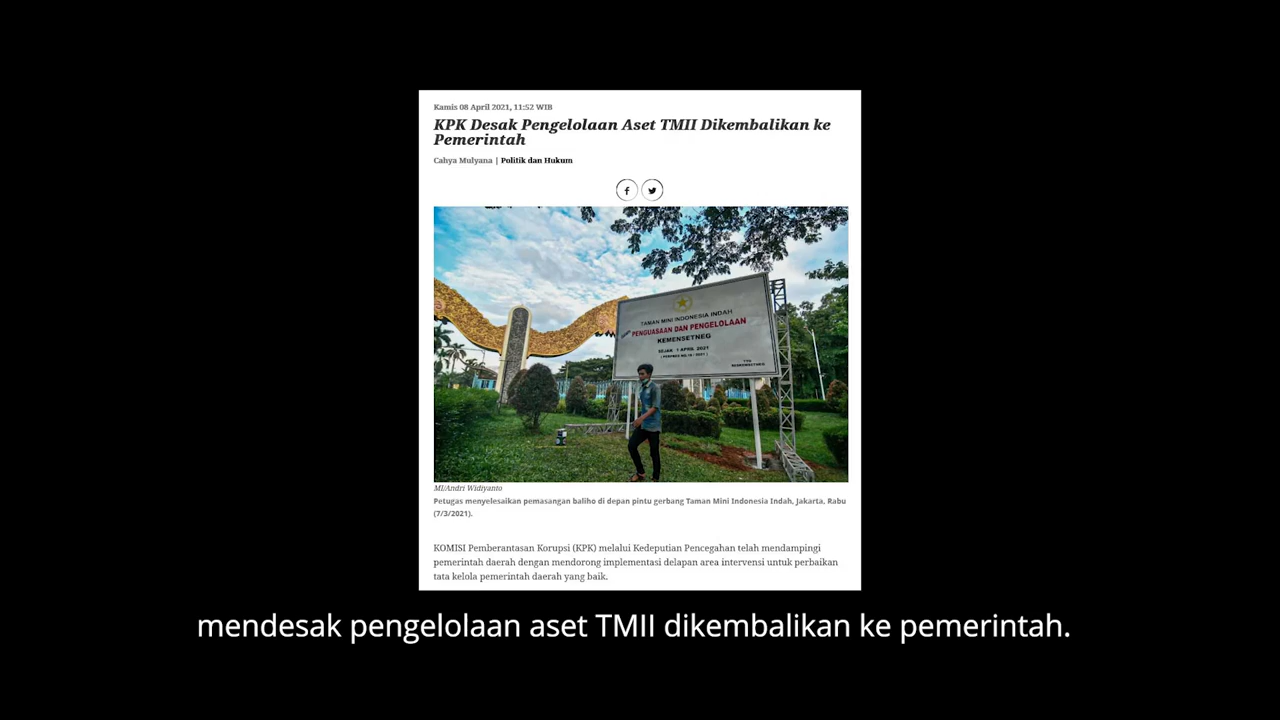 Kamis 08 April 2021, 11:52 WIB
KPK Desak Pengelolaan Aset TMII Dikembalikan ke
Pemerintah
Cahya Mulyana | Politik dan Hukum
TAMAN MINI INDONESIA INDAH
PENGUASAAN DAN PENGELOLAAN
KEMENSETNEG
SEJAK 1 APRIL 2021
MI/Andri Widiyanto
Petugas menyelesaikan pemasangan baliho di depan pintu gerbang Taman Mini Indonesia Indah, Jakarta, Rabu
(7/3/2021).
KOMISI Pemberantasan Korupsi (KPK) melalui Kedeputian Pencegahan telah mendampingi
pemerintah daerah dengan mendorong implementasi delapan area intervensi untuk perbaikan
tata kelola pemerintah daerah yang baik.
mendesak pengelolaan aset TMII dikembalikan ke pemerintah.